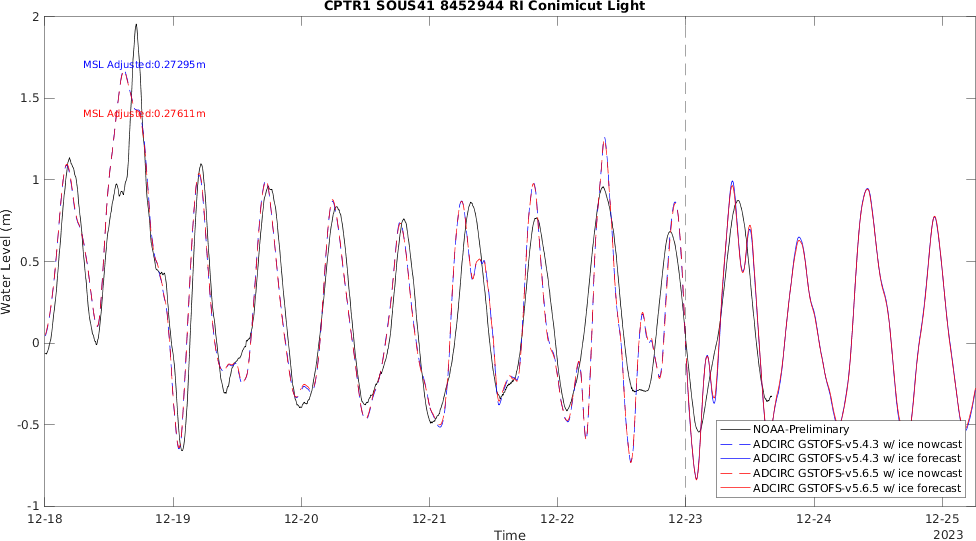 CPTR1 SOUS41 8452944 RI Conimicut Light
2
1.5
1
0.5
0
-0.5
-1
Water Level (m)
MSL Adjusted:0.27295m
MSL Adjusted:0.27611m
NOAA-Preliminary
ADCIRC GSTOFS-v5.4.3 w/ ice nowcast
ADCIRC GSTOFS-v5.4.3 w/ ice forecast
ADCIRC GSTOFS-v5.6.5 w/ ice nowcast
ADCIRC GSTOFS-v5.6.5 w/ ice forecast
12-18 12-19 12-20 12-21 12-22 12-23 12-24 12-25
Time
2023